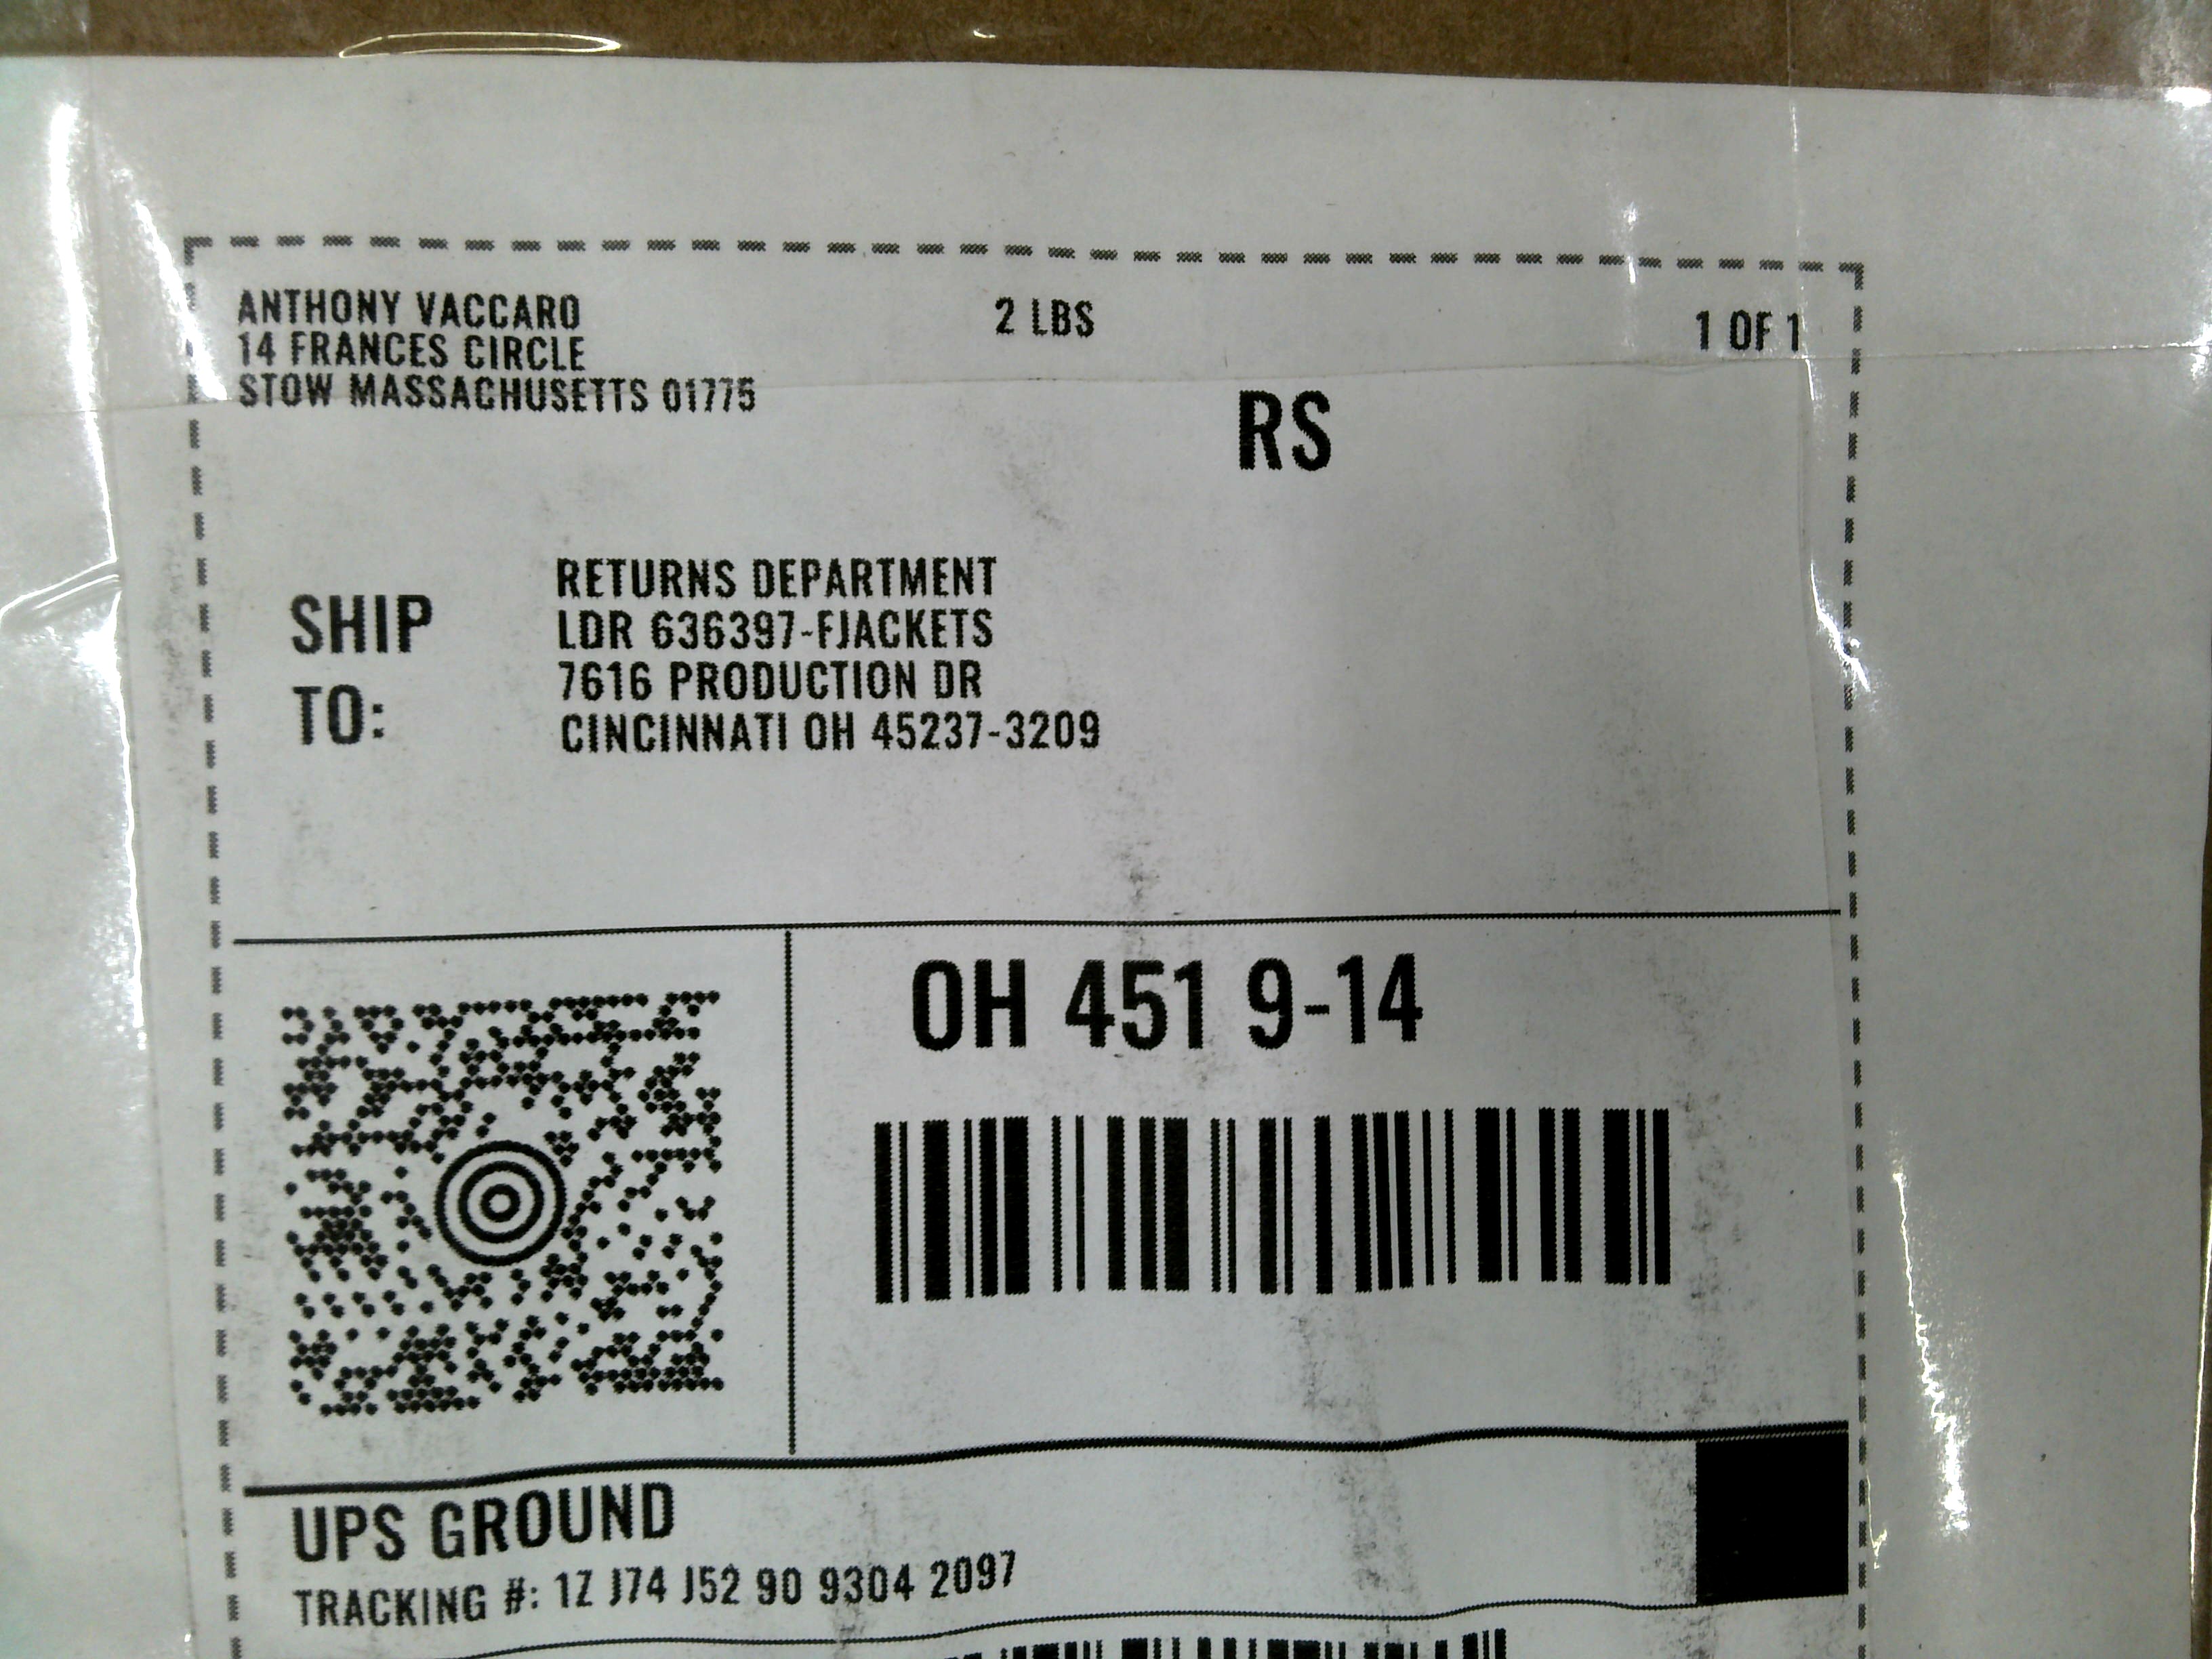 ANTHONY VACCARO
14 FRANCES CIRCLE
STOW MASSACHUSETTS 01775
2 LBS
1 OF 1
RS
SHIP
TO:
RETURNS DEPARTMENT
LDR 636397-FJACKETS
7616 PRODUCTION DR
CINCINNATI OH 45237-3209
OH 451 9-14
UPS GROUND
TRACKING #: 1Z J74 J52 90 9304 2097